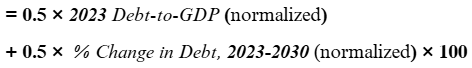 = 0.5 × 2023 Debt-to-GDP (normalized)
+ 0.5 × % Change in Debt, 2023-2030 (normalized) × 100